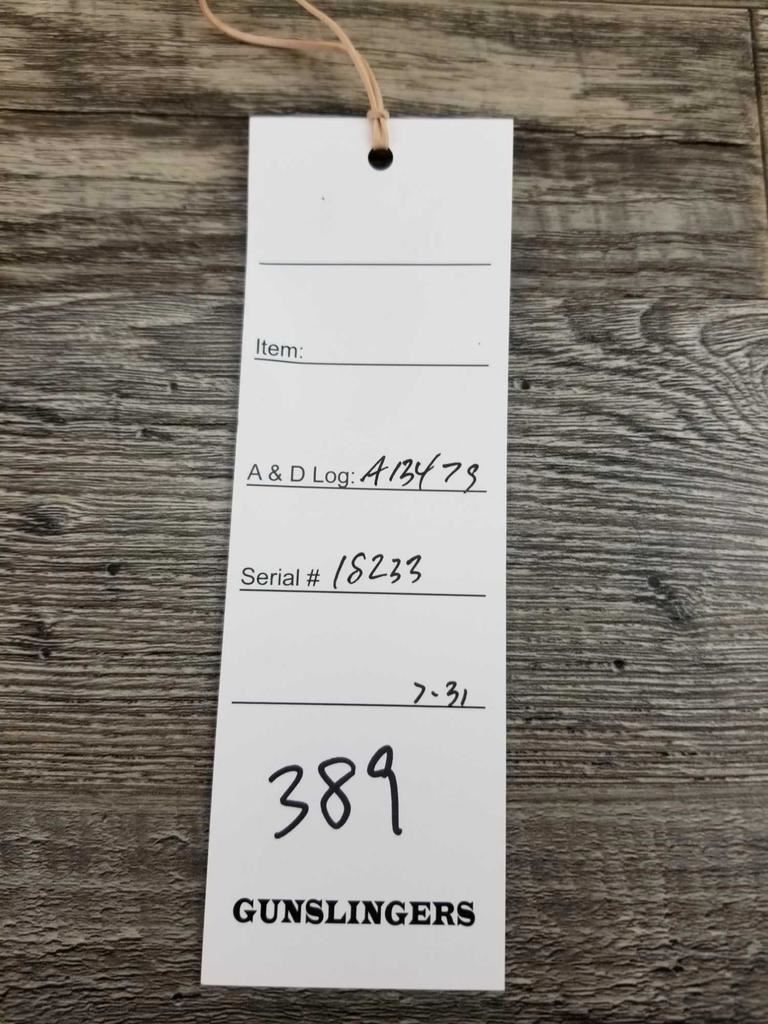 Item:
A & D Log: A13479
Serial # 18233
7-31
389
GUNSLINGERS